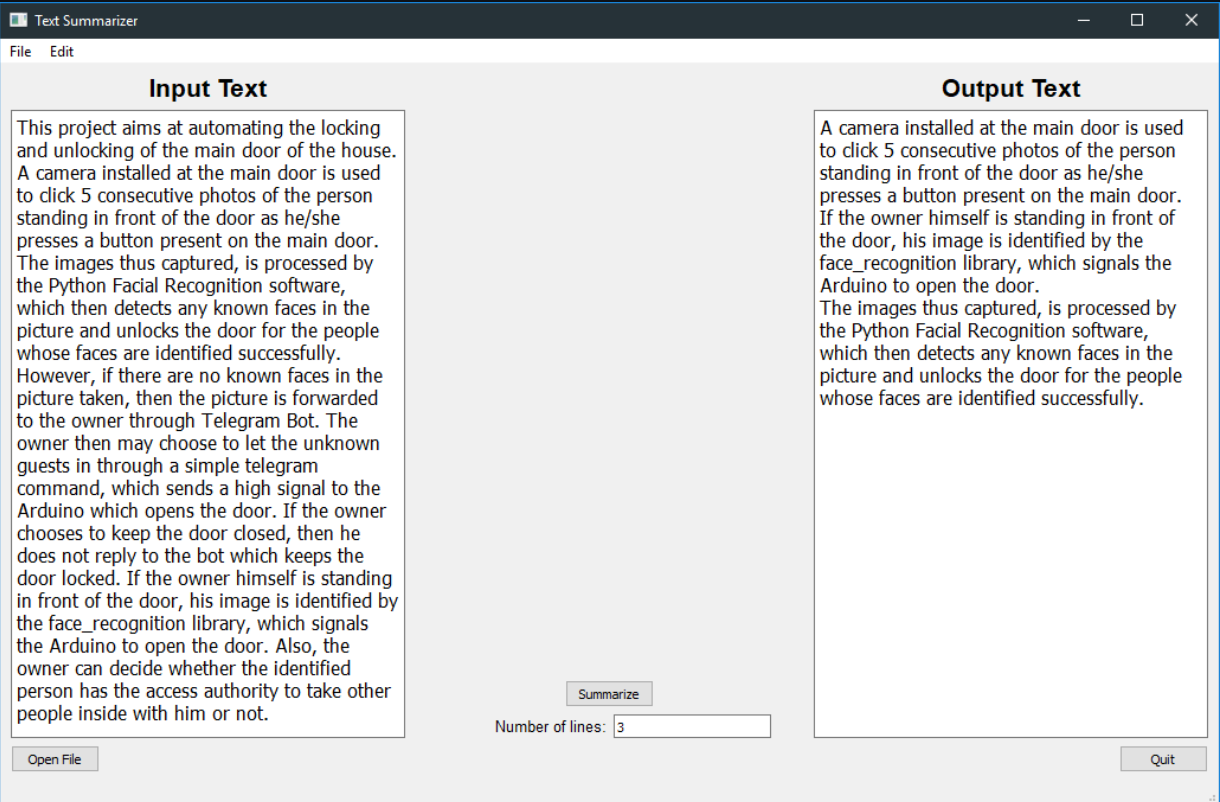 Text Summarizer
File Edit
Input Text
This project aims at automating the locking
and unlocking of the main door of the house.
A camera installed at the main door is used
to click 5 consecutive photos of the person
standing in front of the door as he/she
presses a button present on the main door.
The images thus captured, is processed by
the Python Facial Recognition software,
which then detects any known faces in the
picture and unlocks the door for the people
whose faces are identified successfully.
However, if there are no known faces in the
picture taken, then the picture is forwarded
to the owner through Telegram Bot. The
owner then may choose to let the unknown
guests in through a simple telegram
command, which sends a high signal to the
Arduino which opens the door. If the owner
chooses to keep the door closed, then he
does not reply to the bot which keeps the
door locked. If the owner himself is standing
in front of the door, his image is identified by
the face_recognition library, which signals
the Arduino to open the door. Also, the
owner can decide whether the identified
person has the access authority to take other
people inside with him or not.
Open File
Summarize
Number of lines: 3
Output Text
A camera installed at the main door is used
to click 5 consecutive photos of the person
standing in front of the door as he/she
presses a button present on the main door.
If the owner himself is standing in front of
the door, his image is identified by the
face_recognition library, which signals the
Arduino to open the door.
The images thus captured, is processed by
the Python Facial Recognition software,
which then detects any known faces in the
picture and unlocks the door for the people
whose faces are identified successfully.
Quit